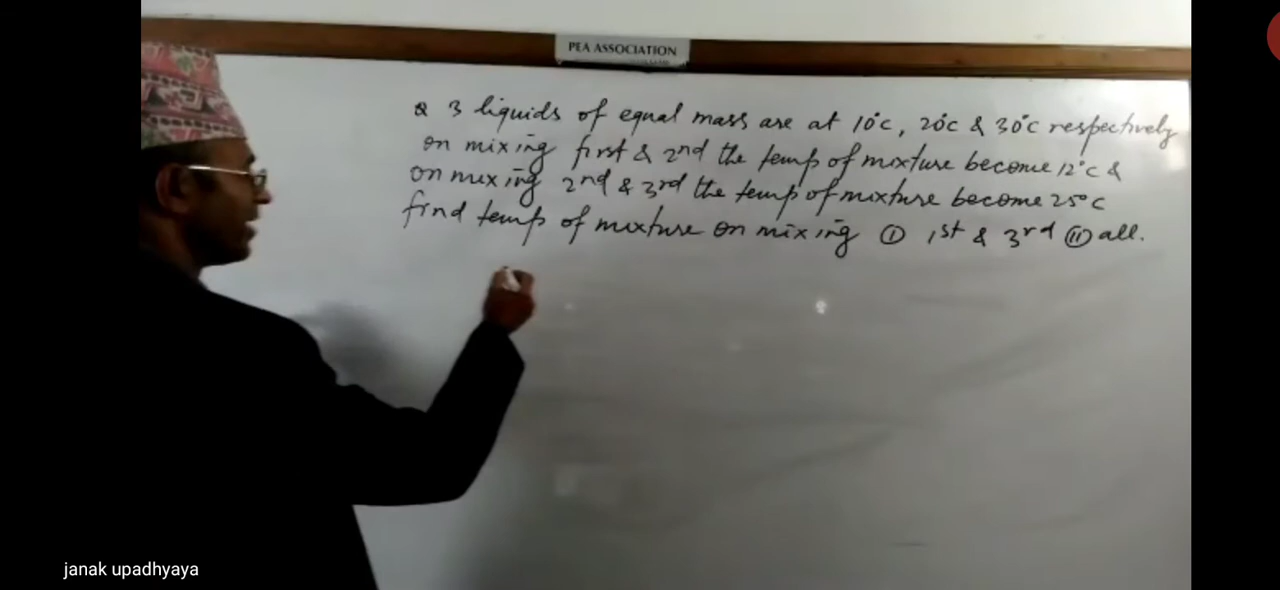 PEA ASSOCIATION
Q 3 liquids of equal mass are at 10°C, 20°C & 30°C respectively
on mixing first & 2nd the temp of mixture become 12°C &
on mixing 2nd & 3rd the temp of mixture become 25°C
find temp of mixture on mixing ① 1st & 3rd ⑪ all.
janak upadhyaya